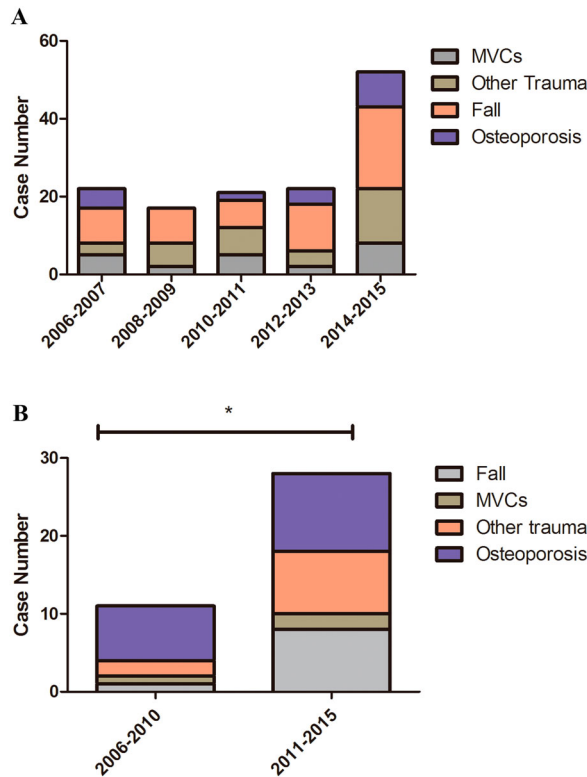 A
Case Number
60
40
20
0
2006-2007
2008-2009
2010-2011
2012-2013
2014-2015
MVCs
Other Trauma
Fall
Osteoporosis
B
*
Case Number
30
20
10
0
2006-2010
2011-2015
Fall
MVCs
Other trauma
Osteoporosis